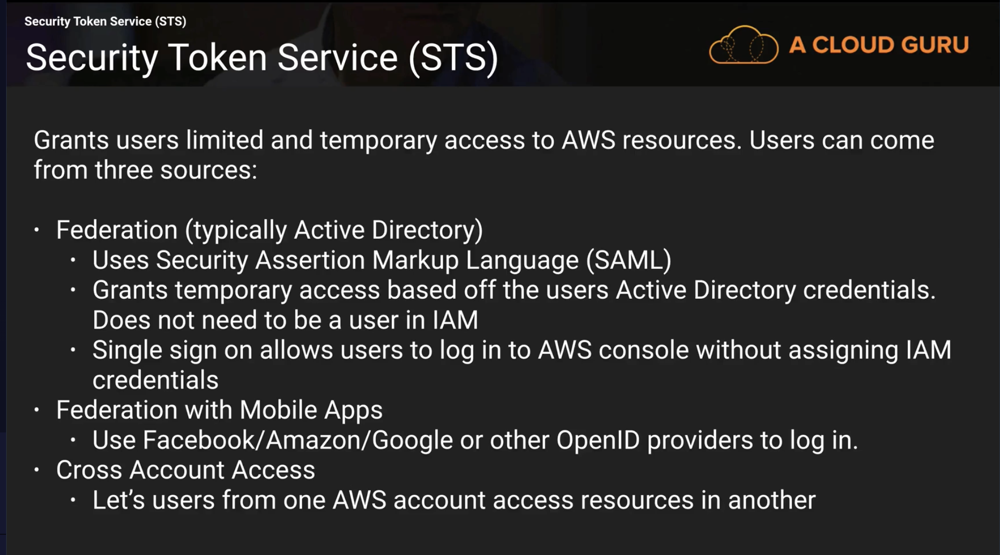 Security Token Service (STS)
Security Token Service (STS)
A CLOUD GURU
Grants users limited and temporary access to AWS resources. Users can come
from three sources:
• Federation (typically Active Directory)
• Uses Security Assertion Markup Language (SAML)
• Grants temporary access based off the users Active Directory credentials.
Does not need to be a user in IAM
• Single sign on allows users to log in to AWS console without assigning IAM
credentials
• Federation with Mobile Apps
• Use Facebook/Amazon/Google or other OpenID providers to log in.
• Cross Account Access
• Let’s users from one AWS account access resources in another